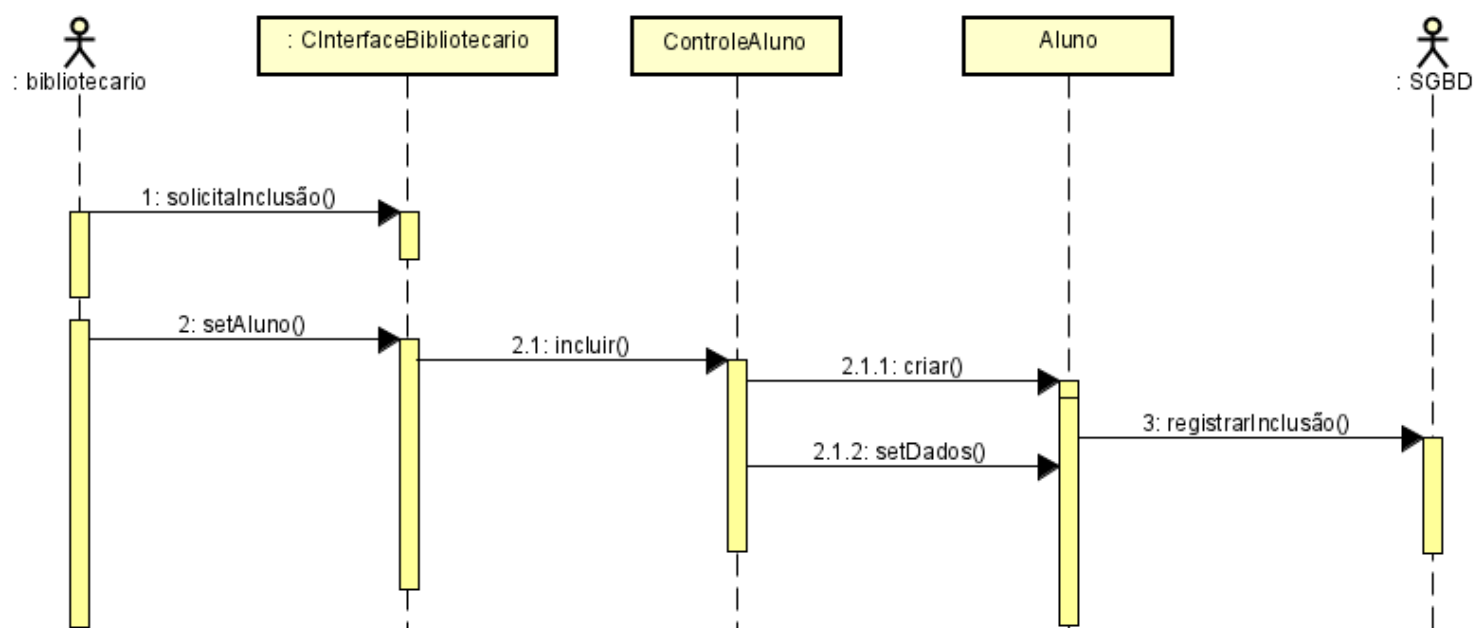 : CInterfaceBibliotecario
ControleAluno
Aluno
: bibliotecario
: SGBD
1: solicitaInclusão()
2: setAluno()
2.1: incluir()
2.1.1: criar()
3: registrarInclusão()
2.1.2: setDados()